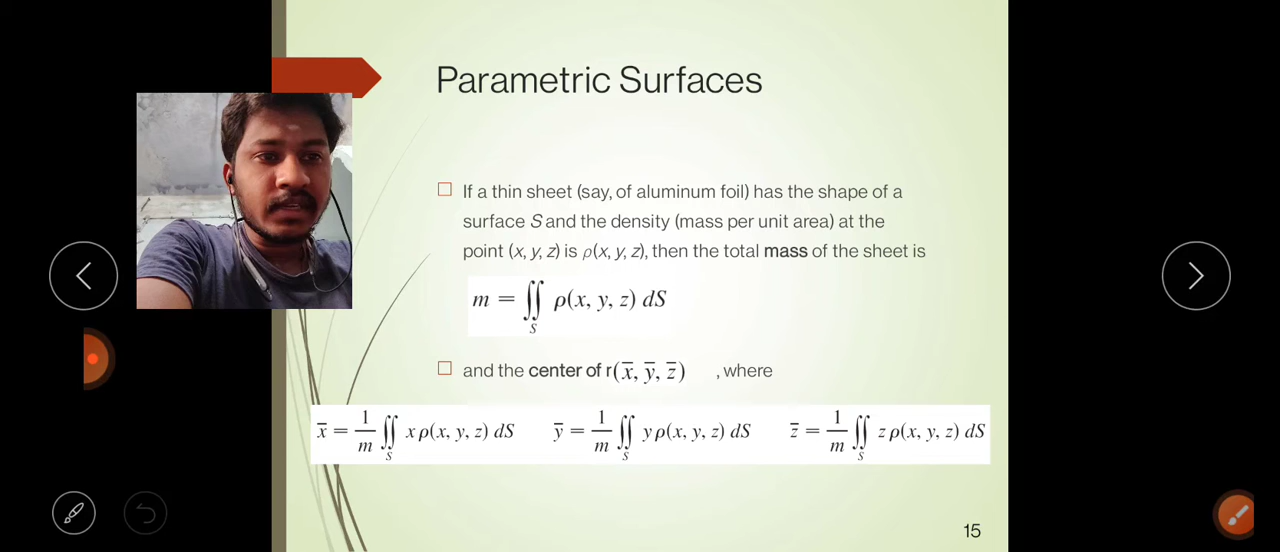 Parametric Surfaces
□ If a thin sheet (say, of aluminum foil) has the shape of a
surface S and the density (mass per unit area) at the
point (x, y, z) is ρ(x, y, z), then the total mass of the sheet is
m = ∬_S ρ(x, y, z) dS
□ and the center of r(x̄, ȳ, z̄) , where
x̄ = 1/m ∬_S x ρ(x, y, z) dS ȳ = 1/m ∬_S y ρ(x, y, z) dS z̄ = 1/m ∬_S z ρ(x, y, z) dS
15